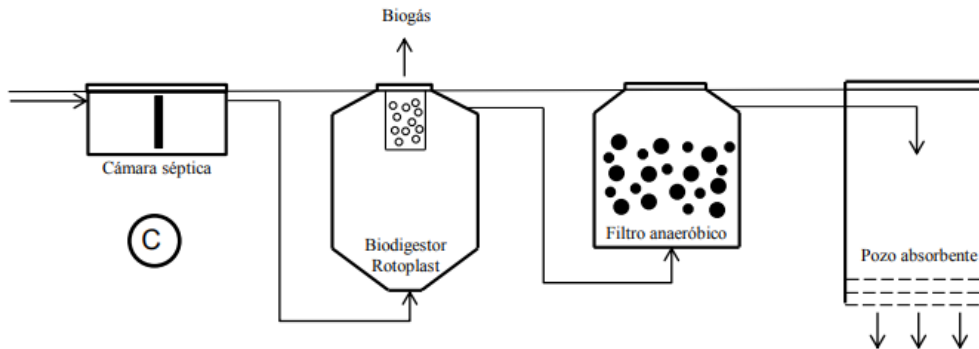 Biogás
Cámara séptica
C
Biodigestor
Rotoplast
Filtro anaeróbico
Pozo absorbente